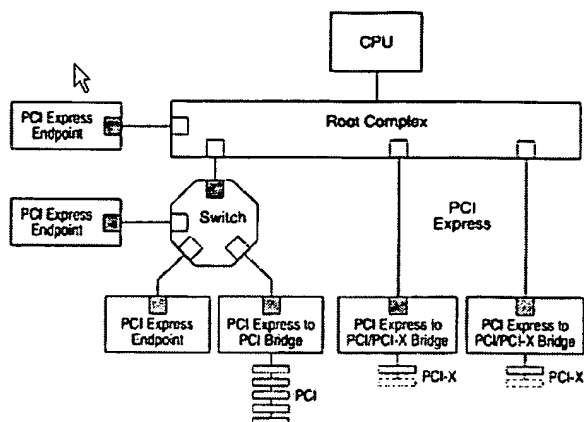 CPU
PCI Express
Endpoint
Root Complex
PCI Express
Endpoint
Switch
PCI
Express
PCI Express
Endpoint
PCI Express to
PCI Bridge
PCI Express to
PCI/PCI-X Bridge
PCI Express to
PCI/PCI-X Bridge
PCI
PCI-X
PCI-X